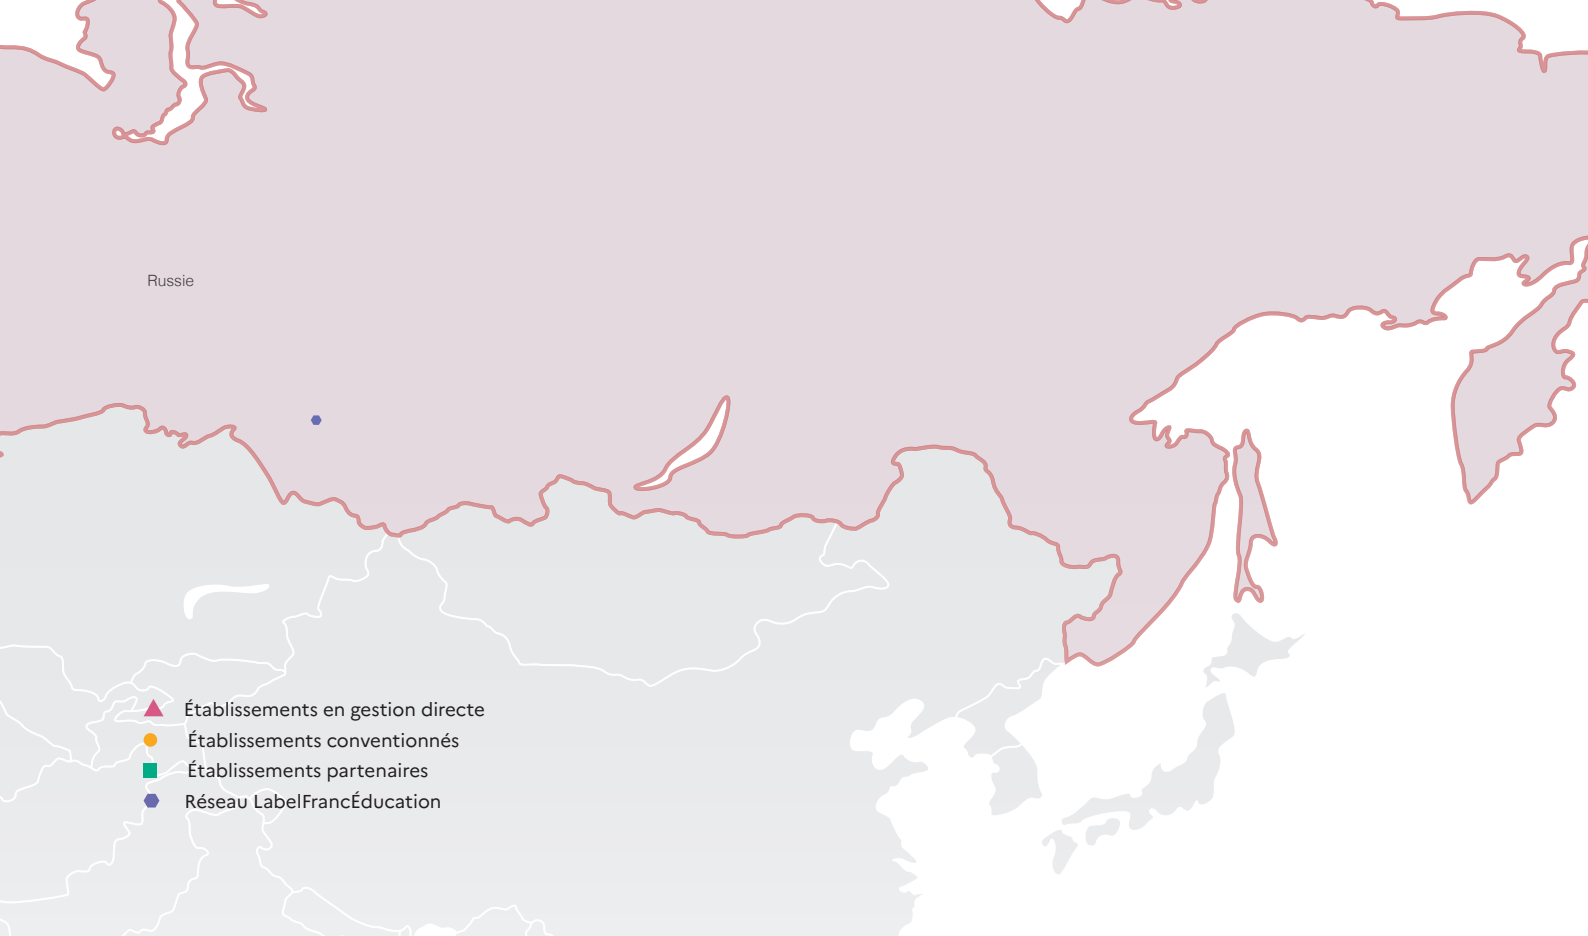 Russie
Établissements en gestion directe
Établissements conventionnés
Établissements partenaires
Réseau LabelFrancÉducation